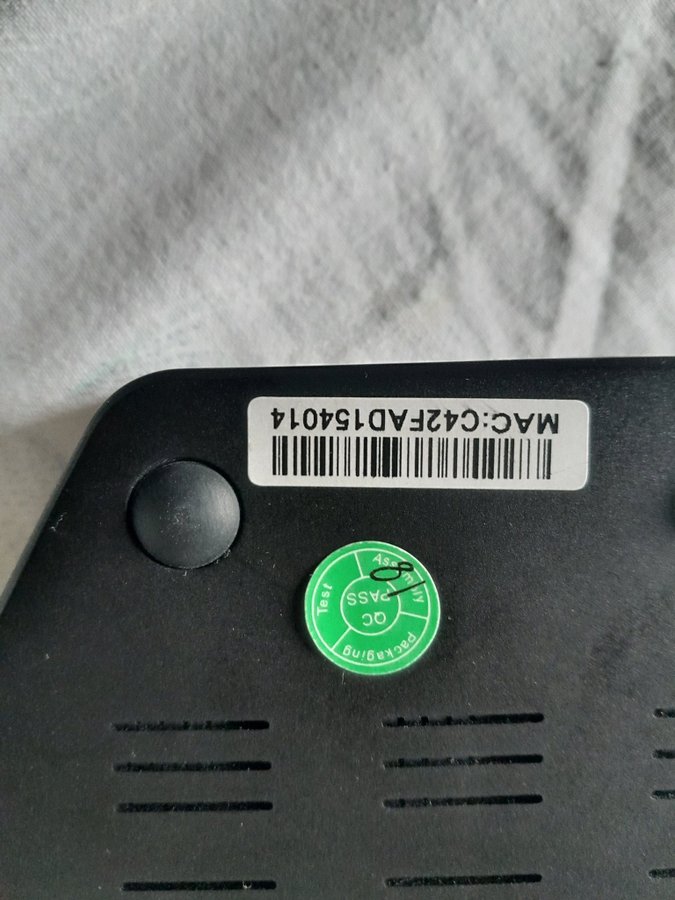 MAC:C42FAD154014
Assembly
Test
QC
PASS
Packaging